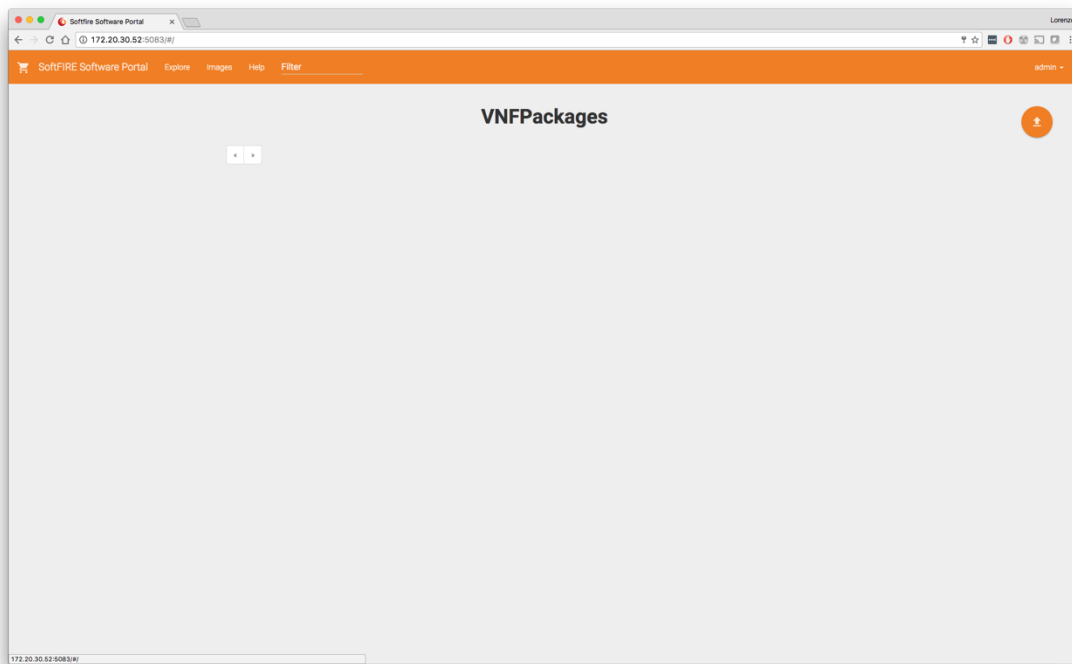 Softfire Software Portal
Lorenzo
172.20.30.52:5083/#/
SoftFIRE Software Portal Explore Images Help Filter admin
VNFPackages
172.20.30.52:5083/#/